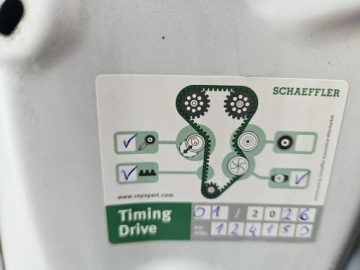 SCHAEFFLER
www.repxpert.com
Timing Drive
01 / 2026
124150